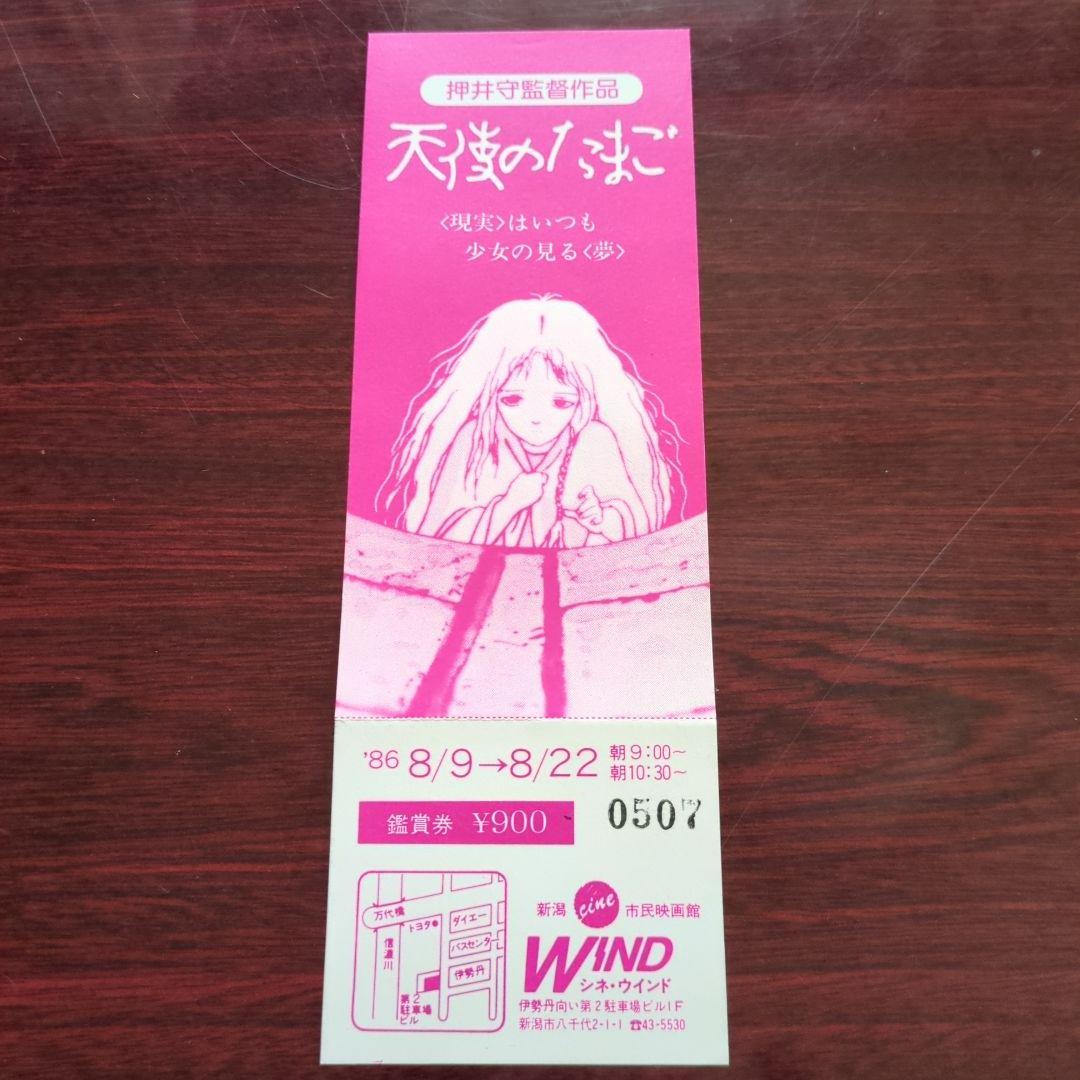 押井守監督作品
天使のたまご
〈現実〉はいつも
少女の見る〈夢〉
'86 8/9→8/22 朝9:00~
朝10:30~
鑑賞券 ¥900
0507
万代橋
トヨタ
ダイエー
信濃川
バスセンター
伊勢丹
第2
駐車場
ビル
新潟 cine 市民映画館
WIND
シネ・ウインド
伊勢丹向い第2駐車場ビル1F
新潟市八千代2-1-1 ☎43-5530